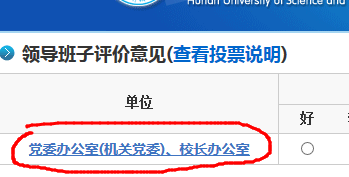 Hunan University of Science and
领导班子评价意见(查看投票说明)
单位
好
党委办公室(机关党委)、校长办公室